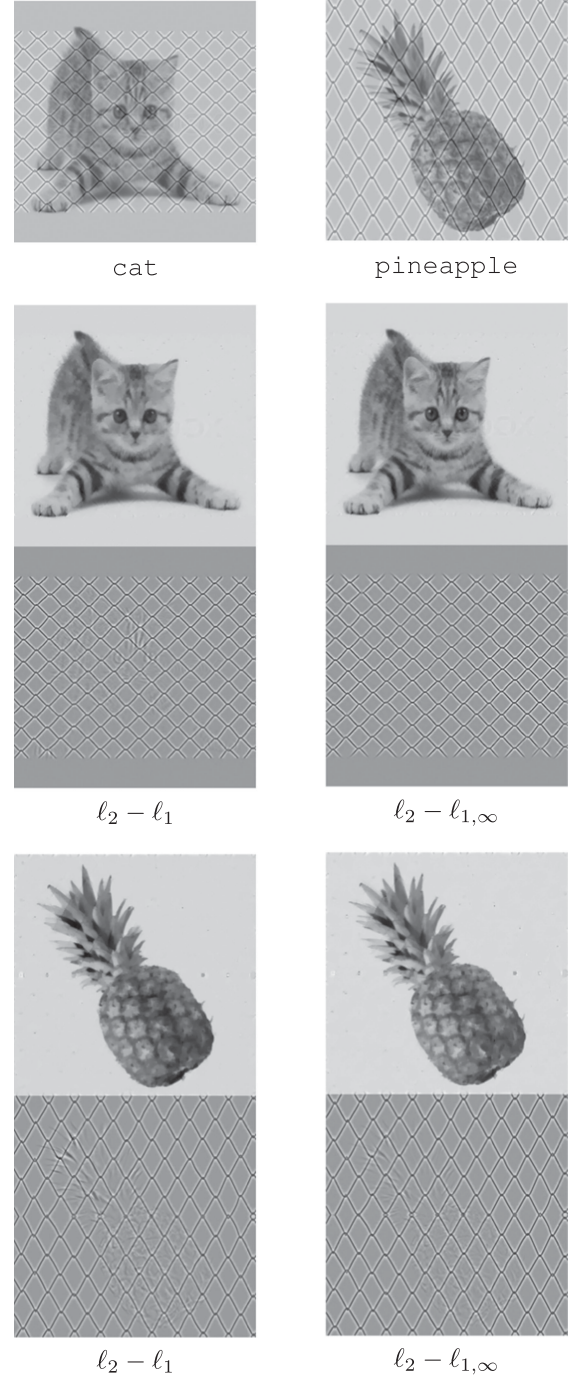 cat
pineapple
ℓ₂ − ℓ₁
ℓ₂ − ℓ₁,∞
ℓ₂ − ℓ₁
ℓ₂ − ℓ₁,∞